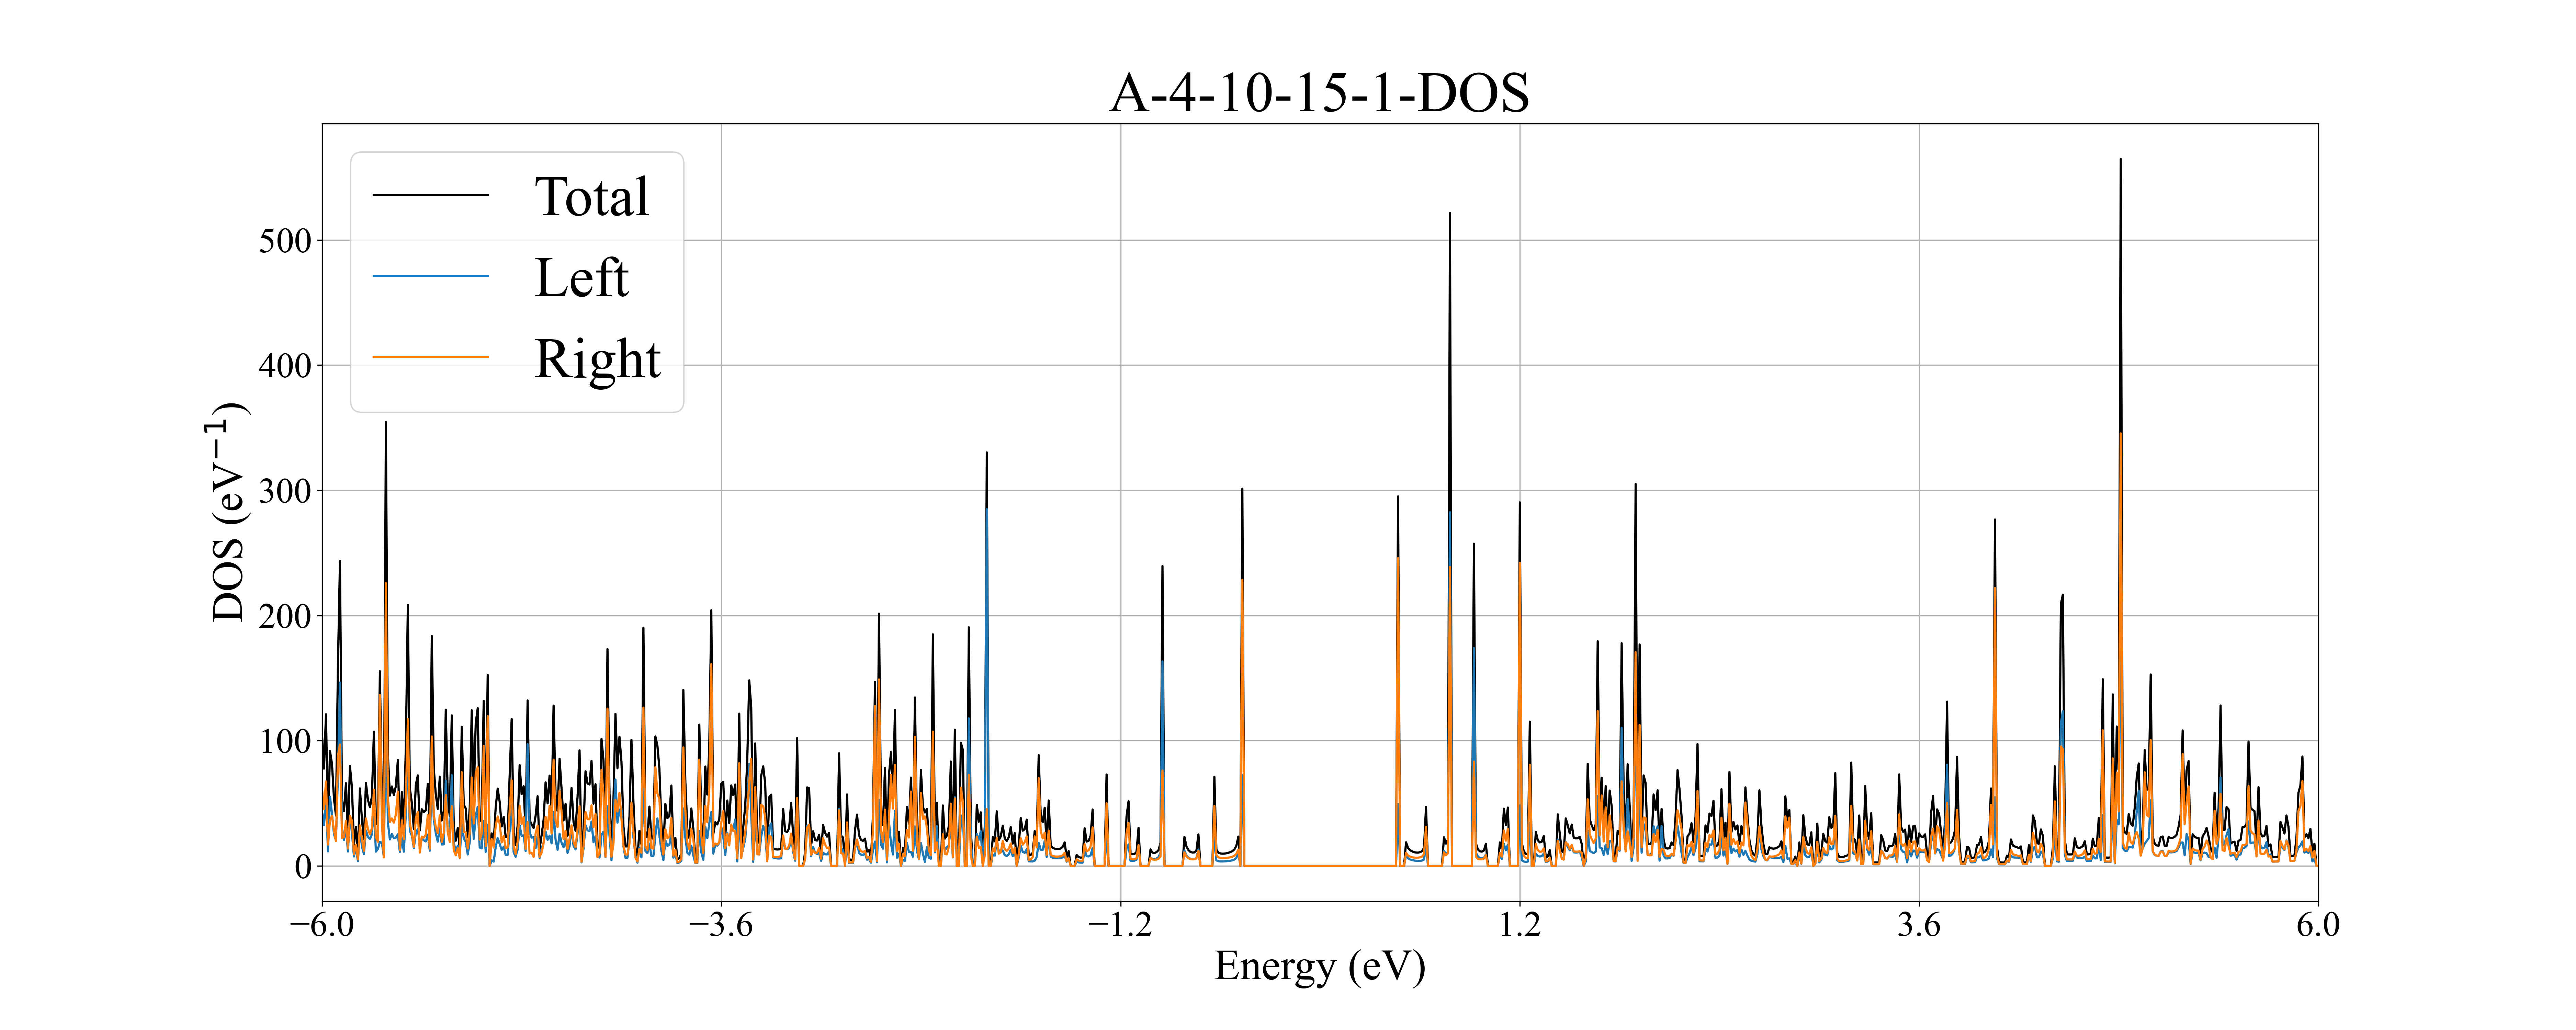 A-4-10-15-1-DOS
Total
Left
Right
DOS (eV⁻¹)
500
400
300
200
100
0
−6.0 −3.6 −1.2 1.2 3.6 6.0
Energy (eV)